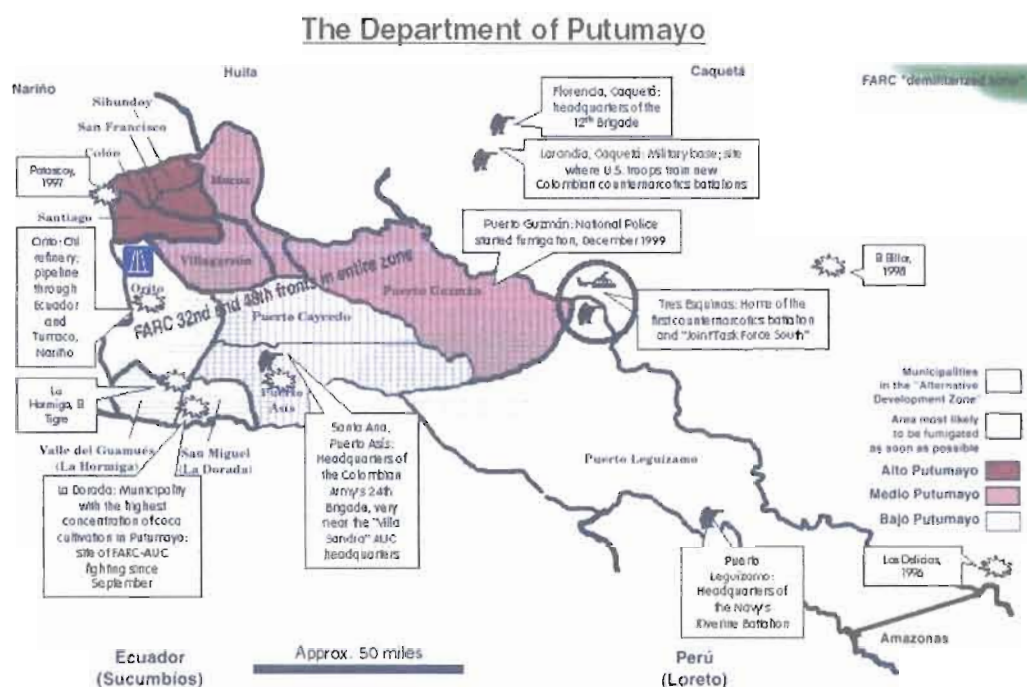 The Department of Putumayo
Nariño
Huila
Caquetá
FARC "demilitarized zone"
Sibundoy
San Francisco
Colón
Santiago
Patascoy,
1997
Mocoa
Florencia, Caquetá:
headquarters of the
12th Brigade
Larandia, Caquetá: Military base; site
where U.S. troops train new
Colombian counternarcotics battalions
Puerto Guzmán: National Police
started fumigation, December 1999
El Billar,
1998
Orito: Oil
refinery;
pipeline
through
Ecuador
and
Tumaco,
Nariño
Villagarzón
Orito
FARC 32nd and 48th fronts in entire zone
Puerto Guzmán
Puerto Caycedo
Tres Esquinas: Home of the
first counternarcotics battalion
and "Joint Task Force South"
La
Hormiga, El
Tigre
Puerto
Asís
Valle del Guamués
(La Hormiga)
San Miguel
(La Dorada)
Santa Ana,
Puerto Asís:
Headquarters of
the Colombian
Army's 24th
Brigade, very
near the "Villa
Sandra" AUC
headquarters
La Dorada: Municipality
with the highest
concentration of coca
cultivation in Putumayo;
site of FARC-AUC
fighting since
September
Puerto Leguízamo
Puerto
Leguízamo:
Headquarters of
the Navy's
Riverine Battalion
Las Delicias,
1996
Municipalities
in the "Alternative
Development Zone"
Area most likely
to be fumigated
as soon as possible
Alto Putumayo
Medio Putumayo
Bajo Putumayo
Amazonas
Ecuador
(Sucumbíos)
Approx. 50 miles
Perú
(Loreto)